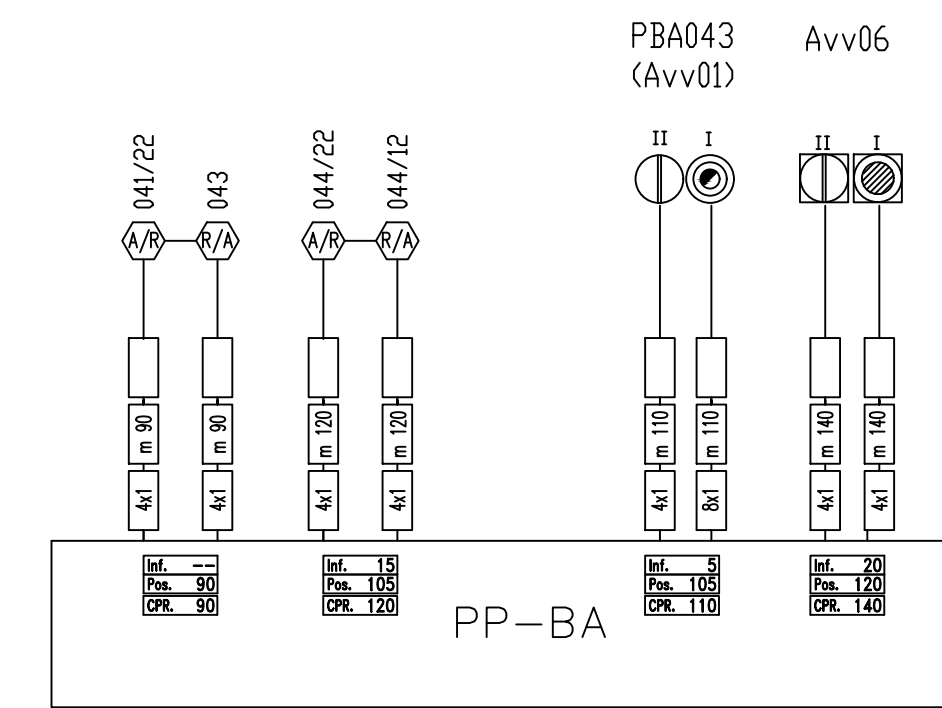 PBA043 Avv06
(Avv01)
II I II I
041/22 043 044/22 044/12
A/R R/A A/R R/A
m 90 m 90 m 120 m 120 m 110 m 110 m 140 m 140
4x1 4x1 4x1 4x1 4x1 8x1 4x1 4x1
Inf. -- Inf. 15 Inf. 5 Inf. 20
Pos. 90 Pos. 105 Pos. 105 Pos. 120
CPR. 90 CPR. 120 CPR. 110 CPR. 140
PP-BA